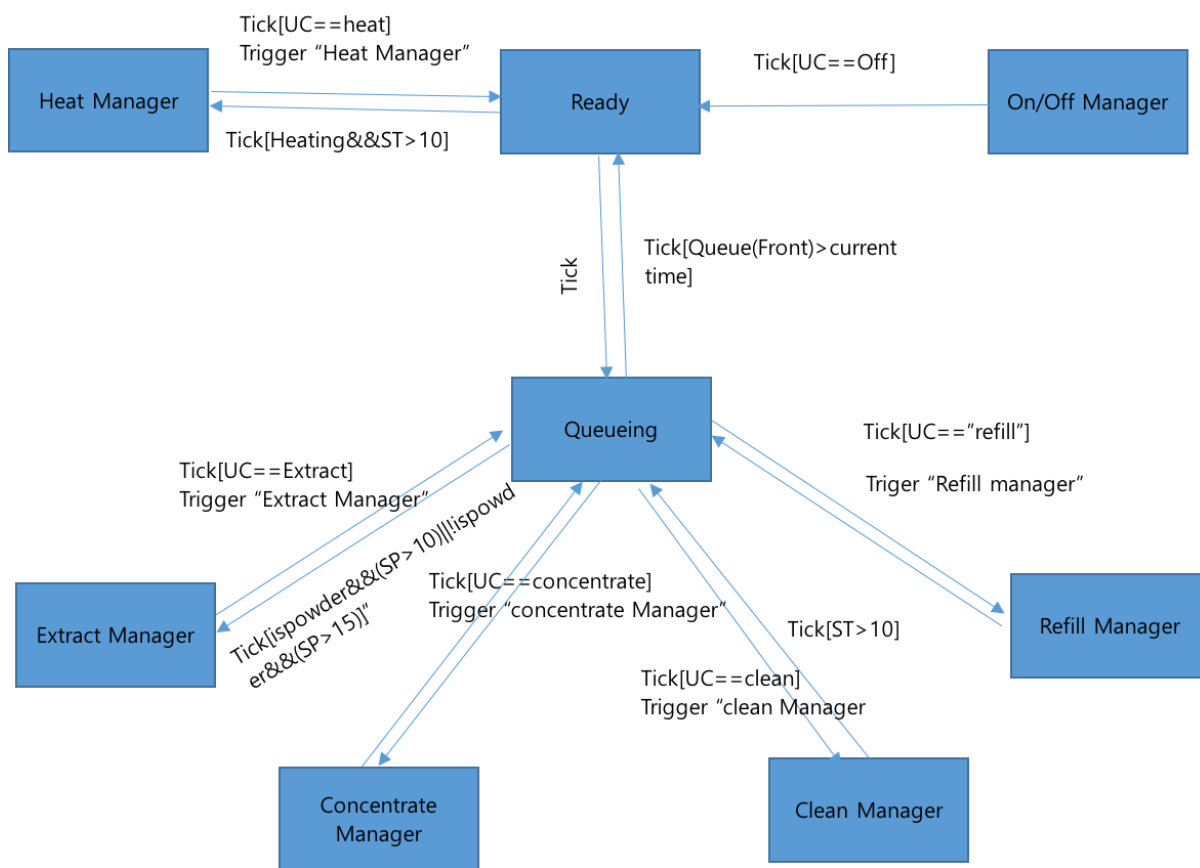 Tick[UC==heat]
Trigger “Heat Manager”
Heat Manager
Tick[Heating&&ST>10]
Ready
Tick[UC==Off]
On/Off Manager
Tick
Tick[Queue(Front)>current
time]
Queueing
Tick[UC==”refill”]
Triger “Refill manager”
Tick[UC==Extract]
Trigger “Extract Manager”
Tick[ispowder&&(SP>10)||!ispowd
er&&(SP>15)]”
Tick[UC==concentrate]
Trigger “concentrate Manager”
Tick[ST>10]
Tick[UC==clean]
Trigger “clean Manager
Extract Manager
Refill Manager
Concentrate
Manager
Clean Manager